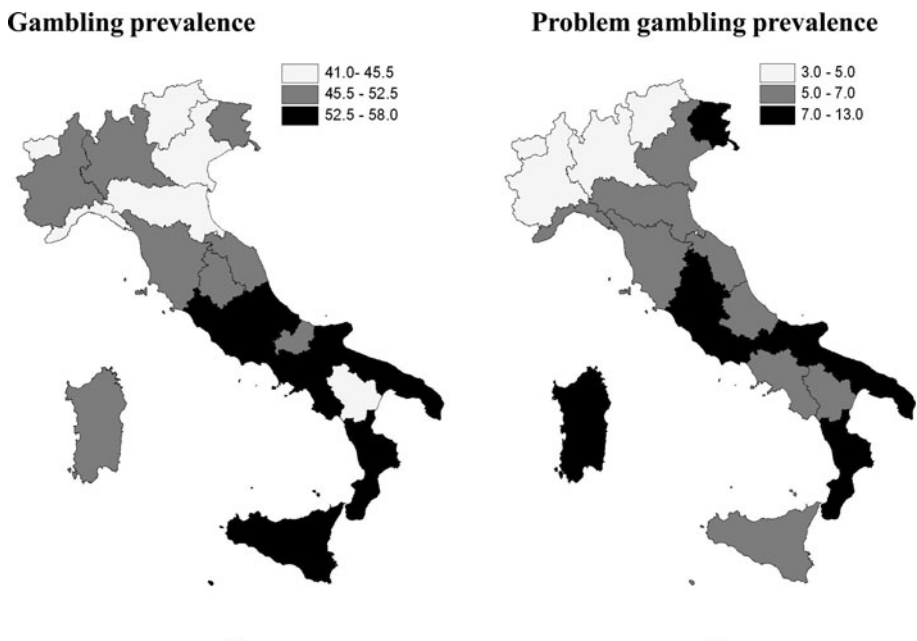 Gambling prevalence
41.0- 45.5
45.5 - 52.5
52.5 - 58.0
Problem gambling prevalence
3.0 - 5.0
5.0 - 7.0
7.0 - 13.0